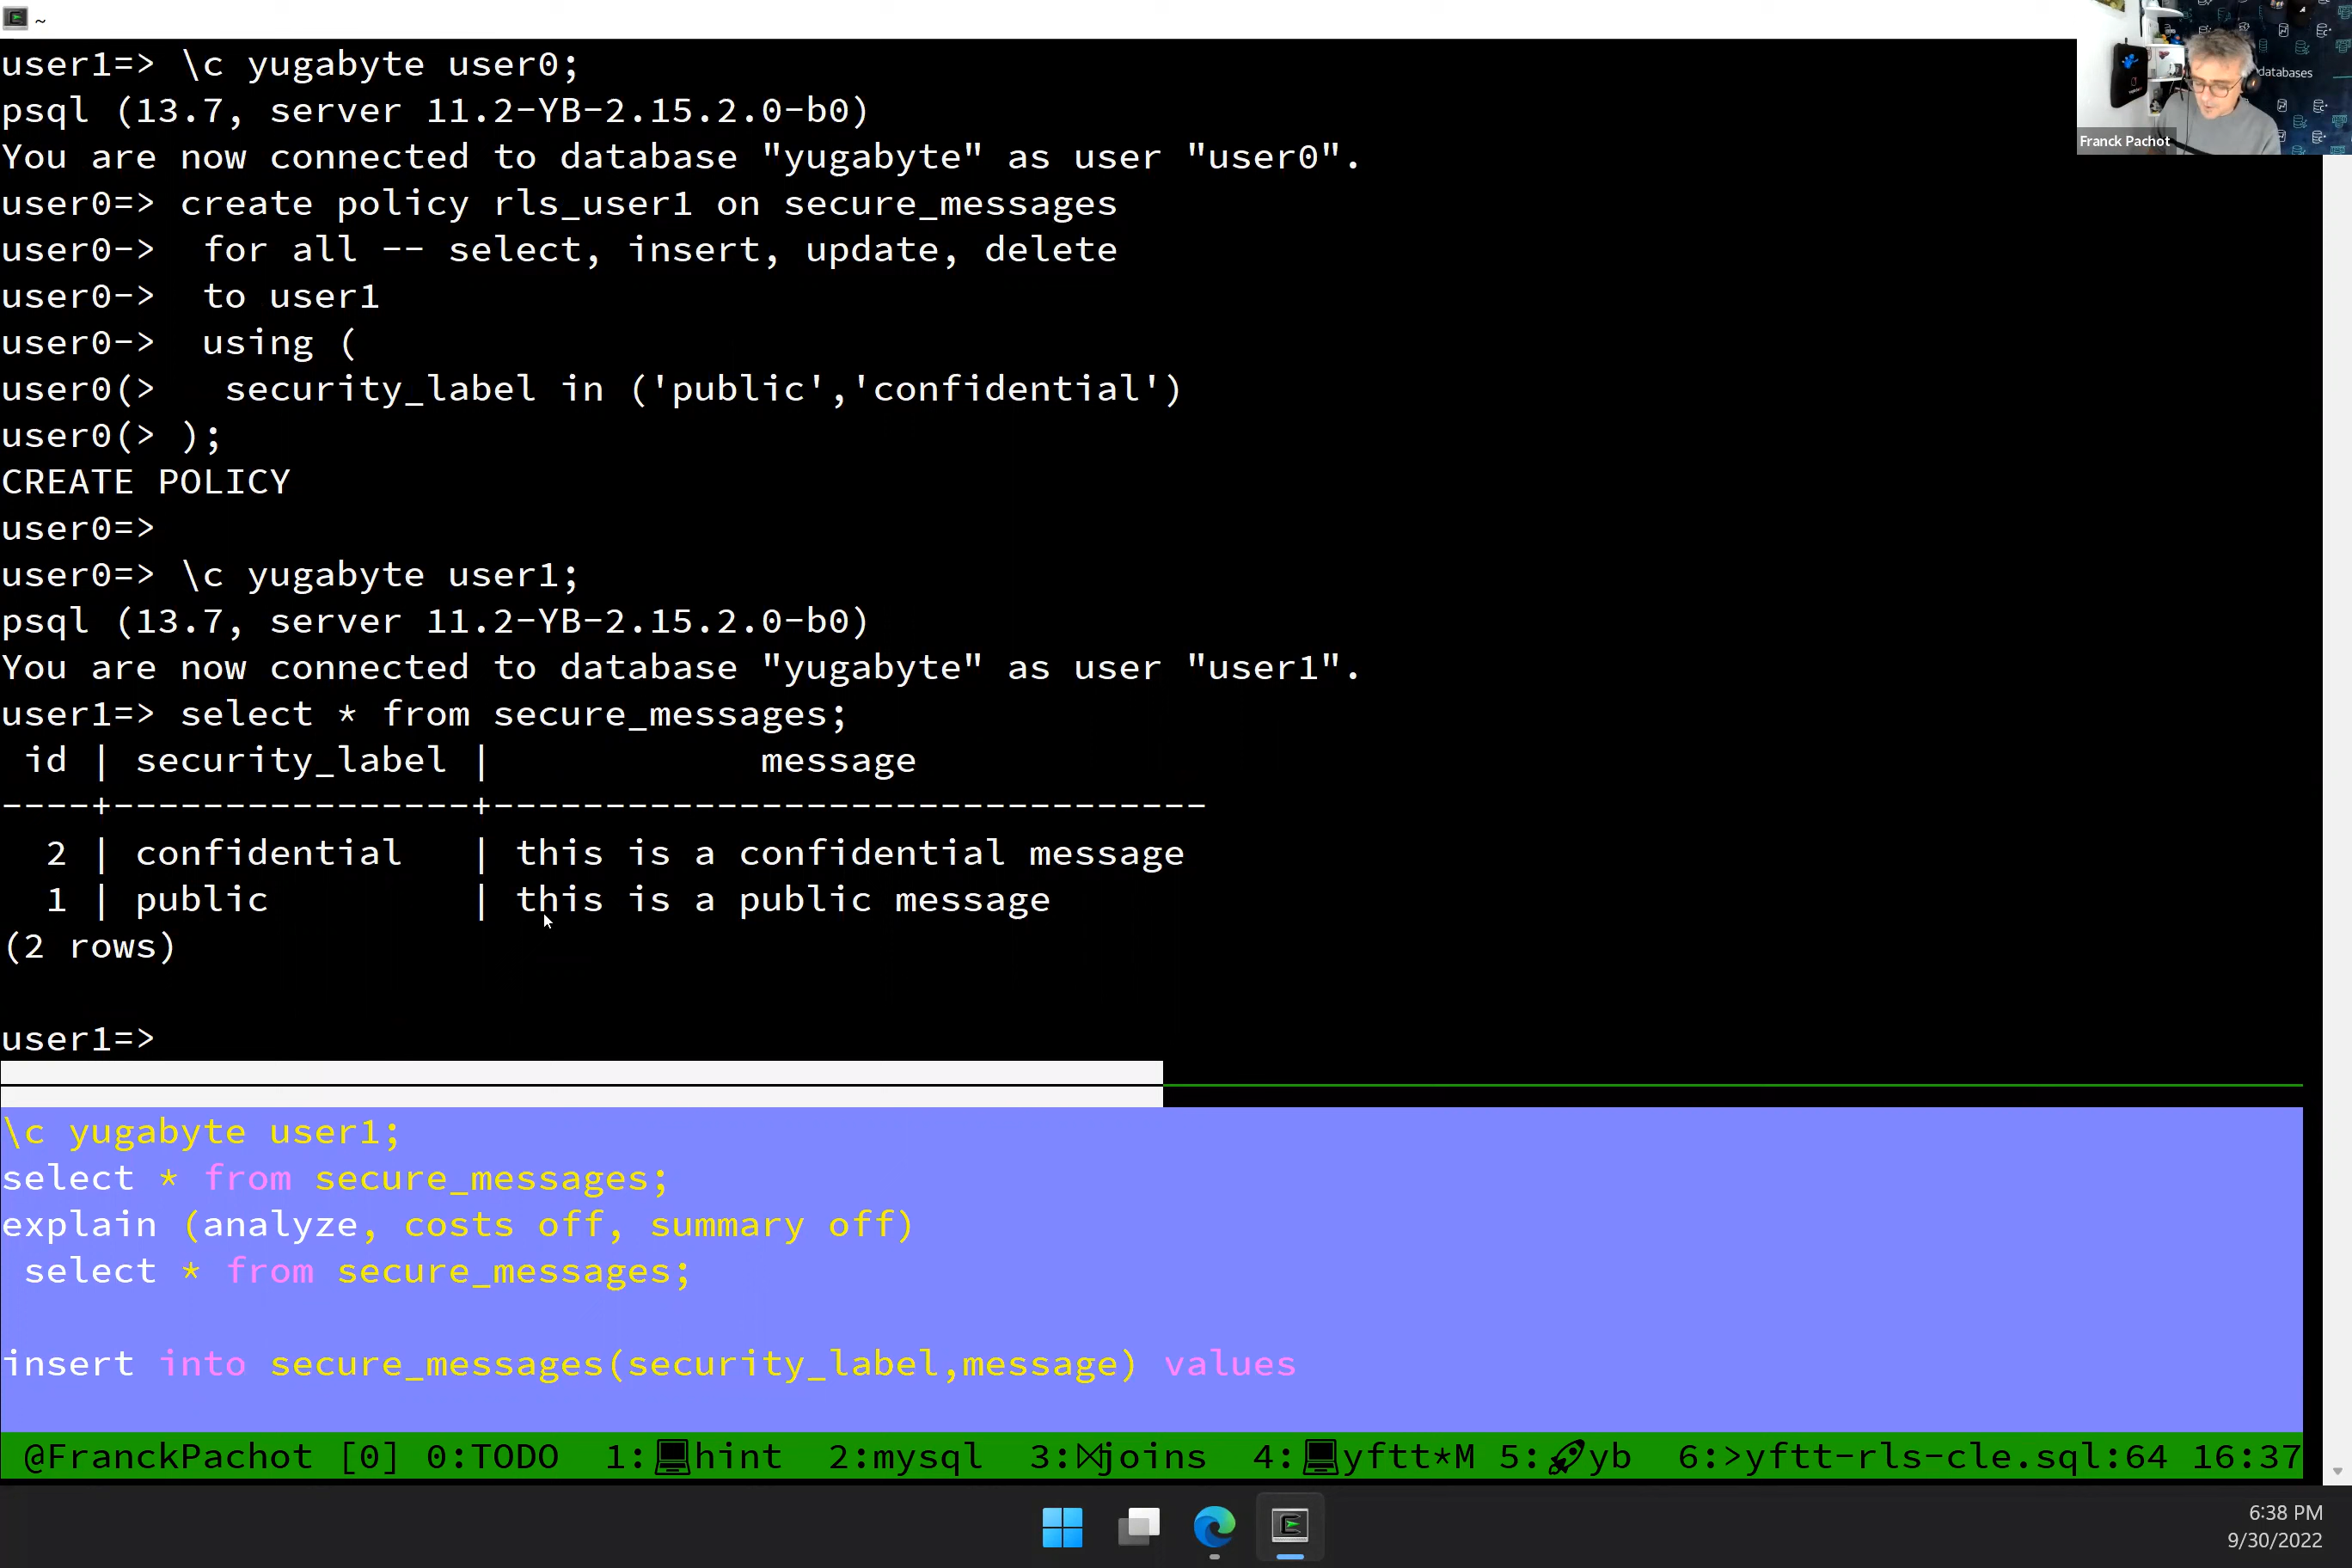 ~
user1=> \c yugabyte user0;
psql (13.7, server 11.2-YB-2.15.2.0-b0)
You are now connected to database "yugabyte" as user "user0".
user0=> create policy rls_user1 on secure_messages
user0->  for all -- select, insert, update, delete
user0->  to user1
user0->  using (
user0(>   security_label in ('public','confidential')
user0(> );
CREATE POLICY
user0=>
user0=> \c yugabyte user1;
psql (13.7, server 11.2-YB-2.15.2.0-b0)
You are now connected to database "yugabyte" as user "user1".
user1=> select * from secure_messages;
 id | security_label |            message
----+----------------+--------------------------------
  2 | confidential   | this is a confidential message
  1 | public         | this is a public message
(2 rows)
user1=>
databases
Franck Pachot
\c yugabyte user1;
select * from secure_messages;
explain (analyze, costs off, summary off)
 select * from secure_messages;
insert into secure_messages(security_label,message) values
@FranckPachot [0] 0:TODO  1:💻hint  2:mysql  3:⋈joins  4:💻yftt*M 5:🚀yb  6:>yftt-rls-cle.sql:64 16:37
6:38 PM
9/30/2022